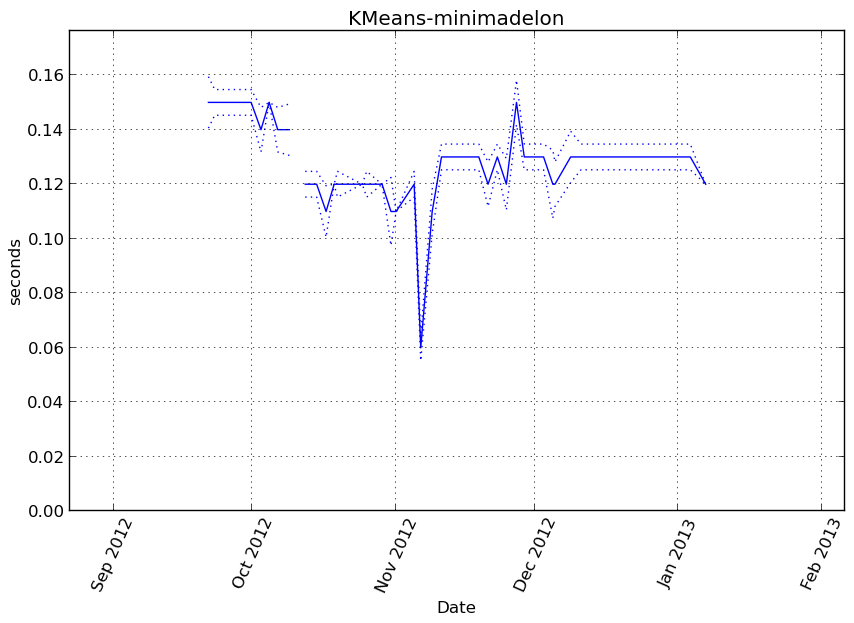 KMeans-minimadelon
0.16
0.14
0.12
0.10
0.08
0.06
0.04
0.02
0.00
seconds
Sep 2012
Oct 2012
Nov 2012
Dec 2012
Jan 2013
Feb 2013
Date